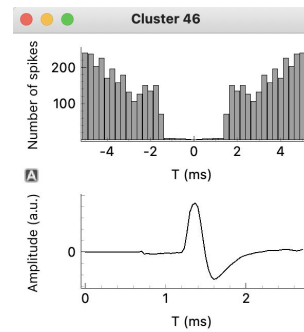 Cluster 46
Number of spikes
200
100
-4 -2 0 2 4
T (ms)
A
Amplitude (a.u.)
0
0 1 2
T (ms)